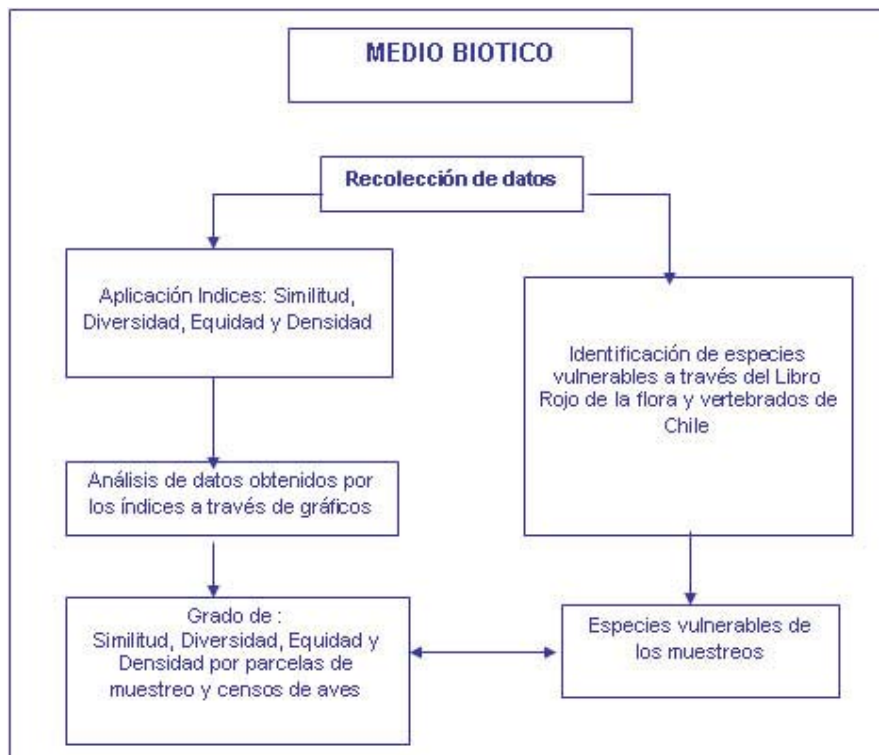 MEDIO BIOTICO
Recolección de datos
Aplicación Indices: Similitud,
Diversidad, Equidad y Densidad
Identificación de especies
vulnerables a través del Libro
Rojo de la flora y vertebrados de
Chile
Análisis de datos obtenidos por
los índices a través de gráficos
Grado de :
Similitud, Diversidad, Equidad y
Densidad por parcelas de
muestreo y censos de aves
Especies vulnerables de
los muestreos